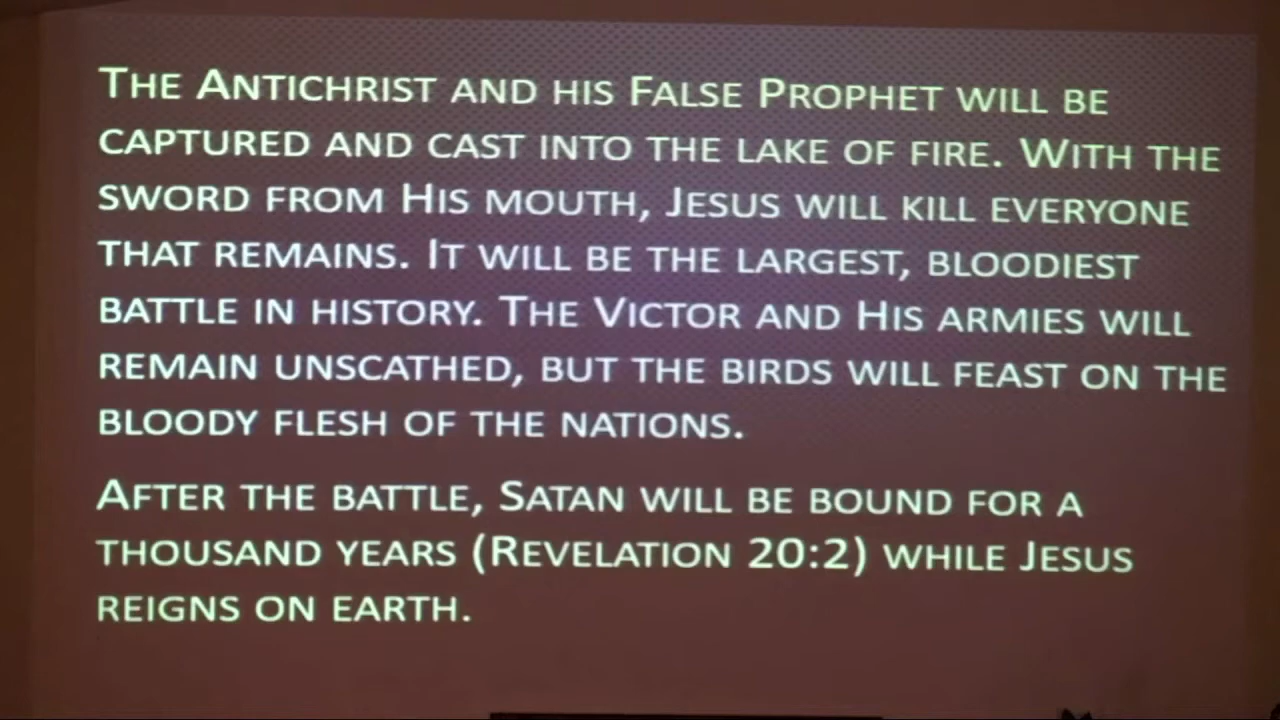 The Antichrist and his False Prophet will be
captured and cast into the lake of fire. With the
sword from His mouth, Jesus will kill everyone
that remains. It will be the largest, bloodiest
battle in history. The Victor and His armies will
remain unscathed, but the birds will feast on the
bloody flesh of the nations.
After the battle, Satan will be bound for a
thousand years (Revelation 20:2) while Jesus
reigns on earth.